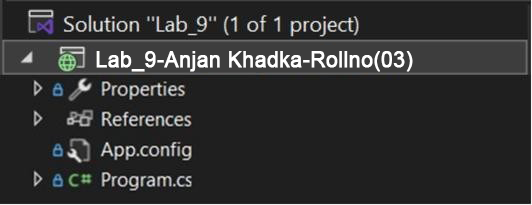 Solution "Lab_9" (1 of 1 project)
Lab_9-Anjan Khadka-Rollno(03)
Properties
References
App.config
C# Program.cs